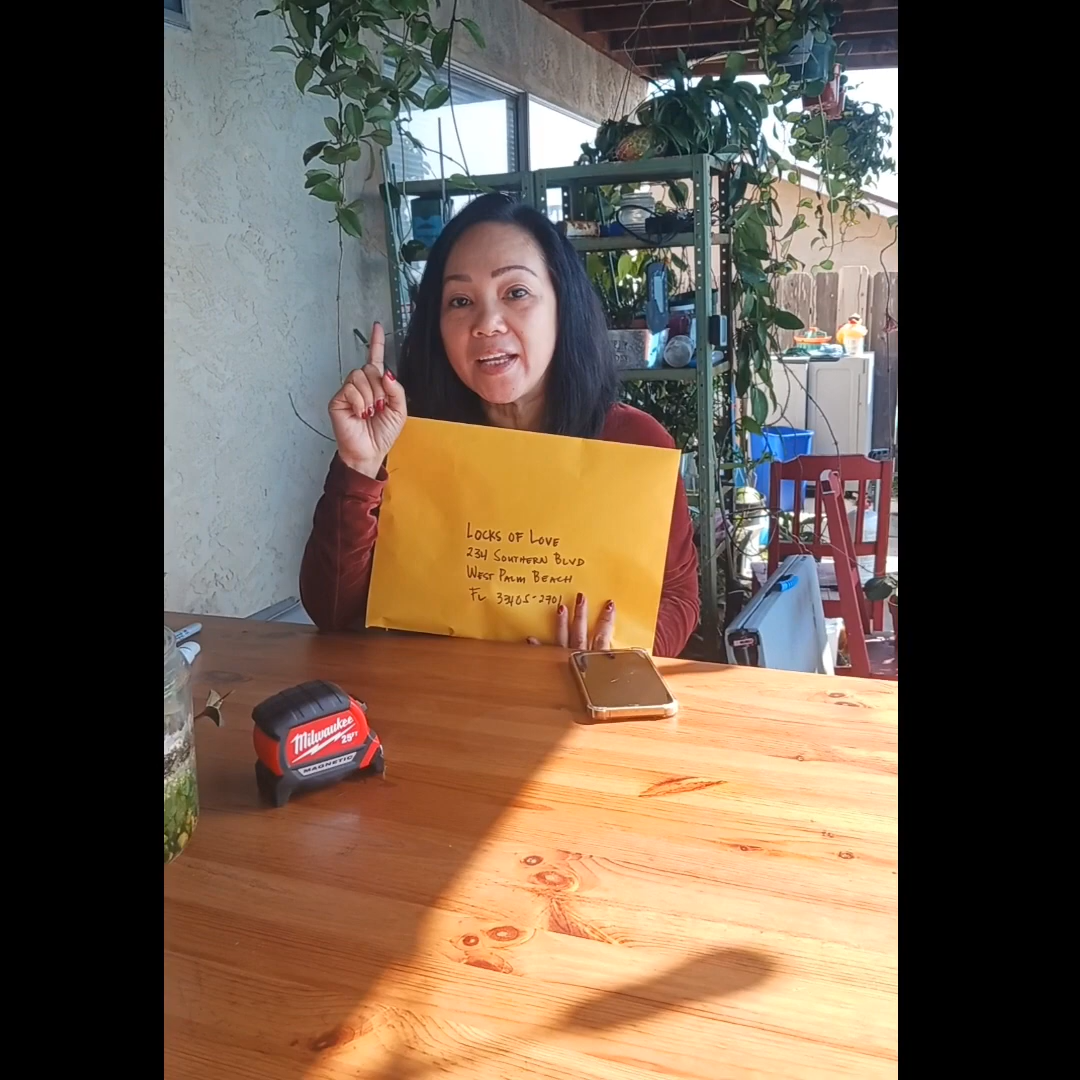 LOCKS OF LOVE
234 SOUTHERN BLVD
WEST PALM BEACH
FL 33405-2701
Milwaukee
25FT
MAGNETIC